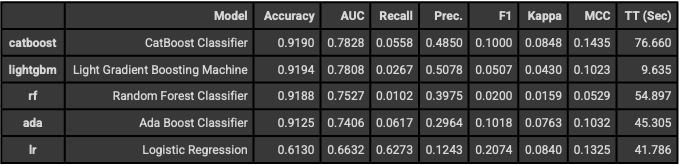 Model Accuracy AUC Recall Prec. F1 Kappa MCC TT (Sec)
catboost CatBoost Classifier 0.9190 0.7828 0.0558 0.4850 0.1000 0.0848 0.1435 76.660
lightgbm Light Gradient Boosting Machine 0.9194 0.7808 0.0267 0.5078 0.0507 0.0430 0.1023 9.635
rf Random Forest Classifier 0.9188 0.7527 0.0102 0.3975 0.0200 0.0159 0.0529 54.897
ada Ada Boost Classifier 0.9125 0.7406 0.0617 0.2964 0.1018 0.0763 0.1032 45.305
lr Logistic Regression 0.6130 0.6632 0.6273 0.1243 0.2074 0.0840 0.1325 41.786